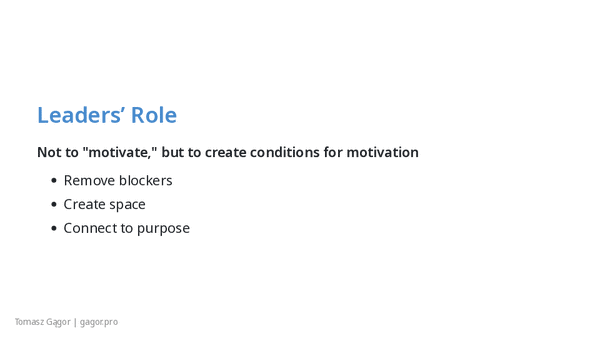 Leaders’ Role
Not to "motivate," but to create conditions for motivation
• Remove blockers
• Create space
• Connect to purpose
Tomasz Gągor | gagor.pro